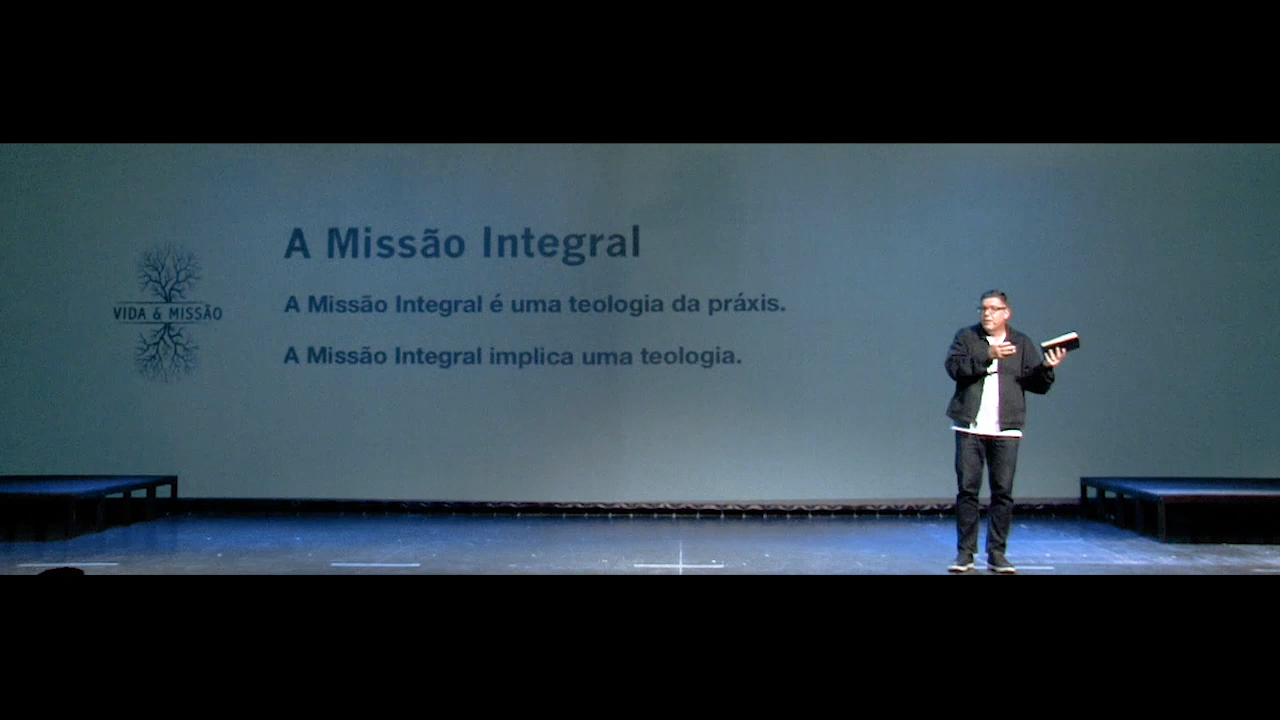 A Missão Integral
VIDA & MISSÃO
A Missão Integral é uma teologia da práxis.
A Missão Integral implica uma teologia.